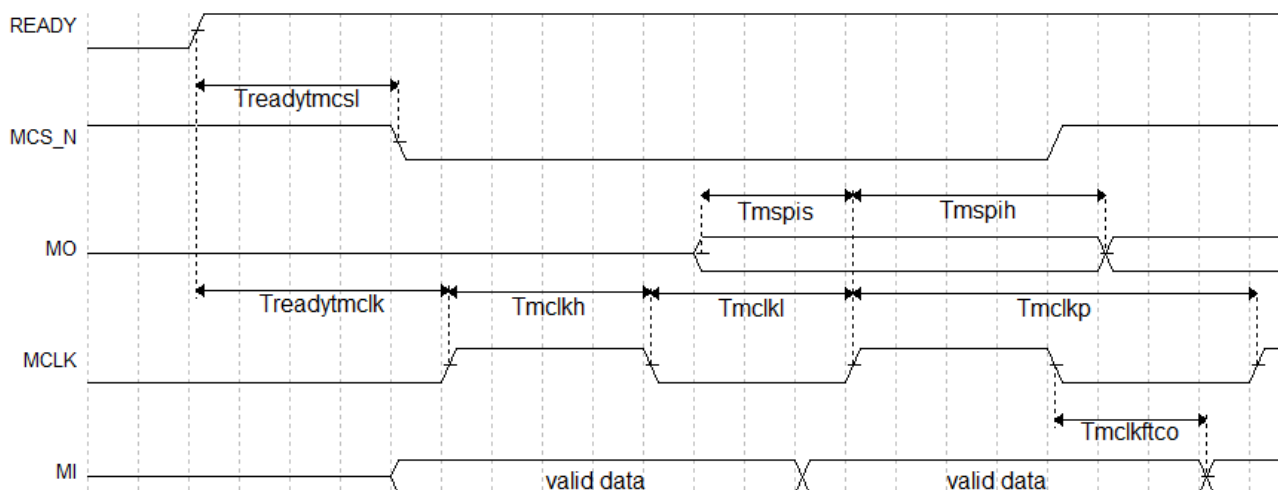 READY
Treadytmcsl
MCS_N
Tmspis Tmspih
MO
Treadytmclk Tmclkh Tmclkl Tmclkp
MCLK
Tmclkftco
MI valid data valid data